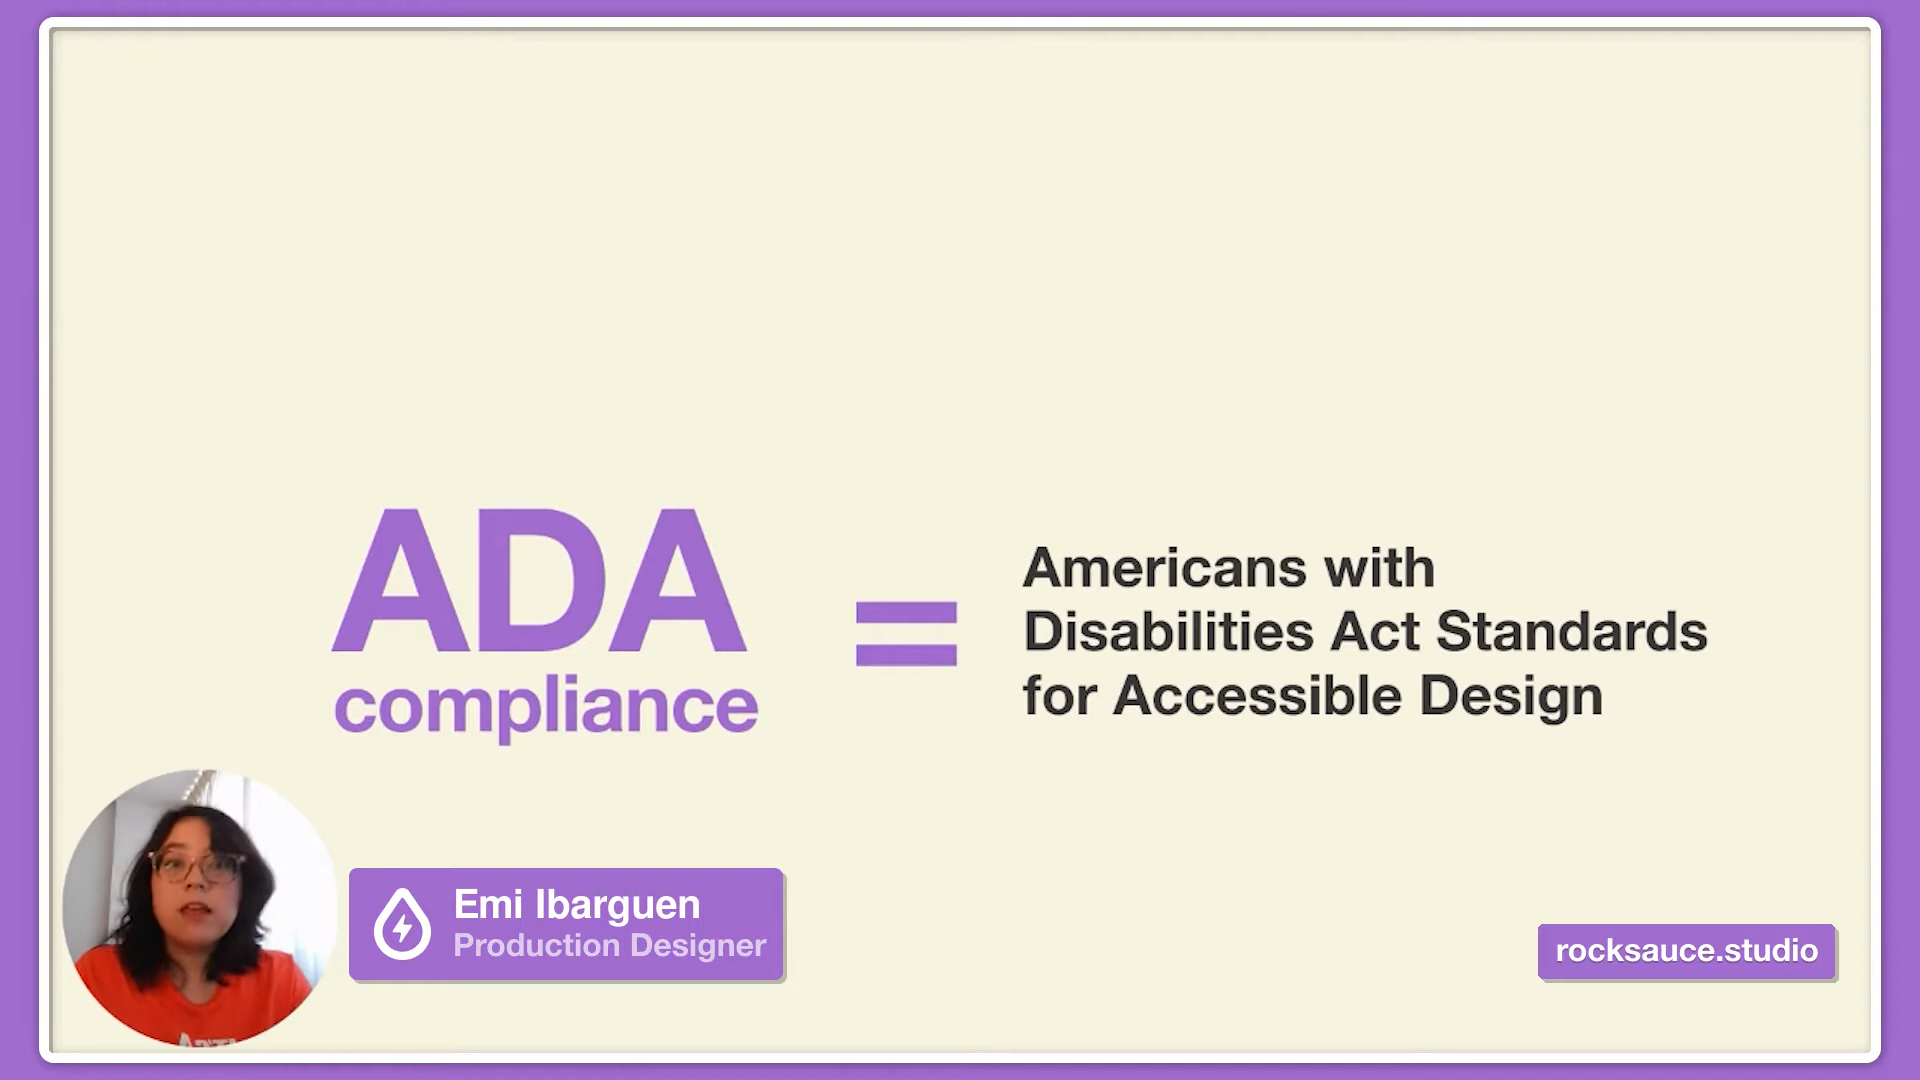 ADA
compliance
=
Americans with
Disabilities Act Standards
for Accessible Design
Emi Ibarguen
Production Designer
rocksauce.studio